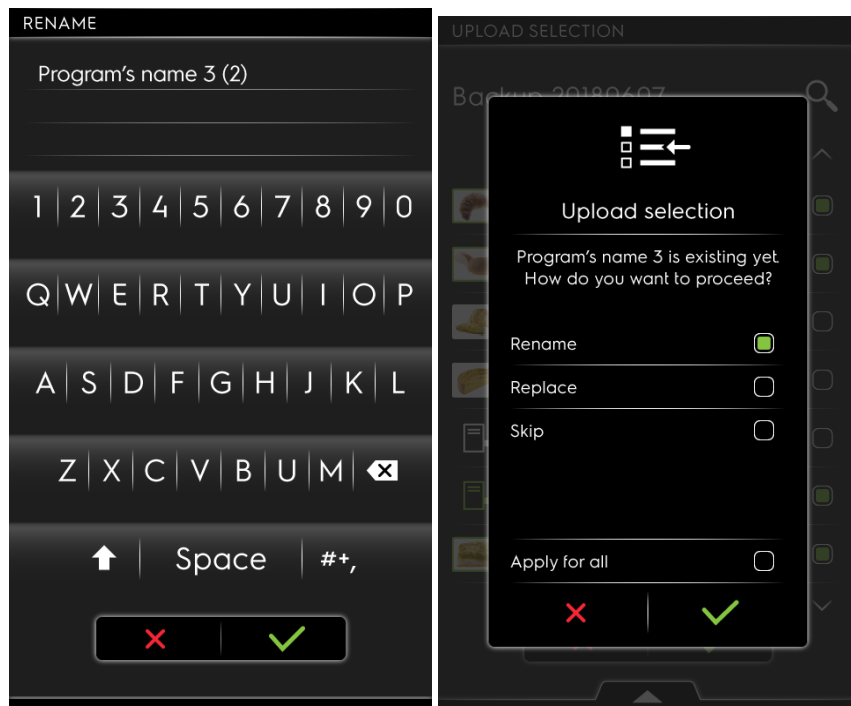 RENAME
Program's name 3 (2)
1 2 3 4 5 6 7 8 9 0
Q W E R T Y U I O P
A S D F G H J K L
Z X C V B U M
Space #+,
UPLOAD SELECTION
Backup 20180607
Upload selection
Program's name 3 is existing yet.
How do you want to proceed?
Rename
Replace
Skip
Apply for all